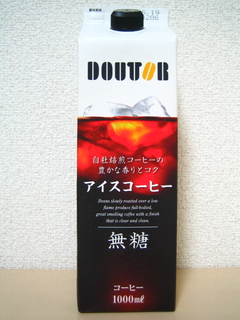 DOUTOR
自社焙煎コーヒーの
豊かな香りとコク
アイスコーヒー
Beans slowly roasted over a low
flame produce full-bodied,
great smelling coffee with a finish
that is clear and clean.
無糖
コーヒー
1000mℓ